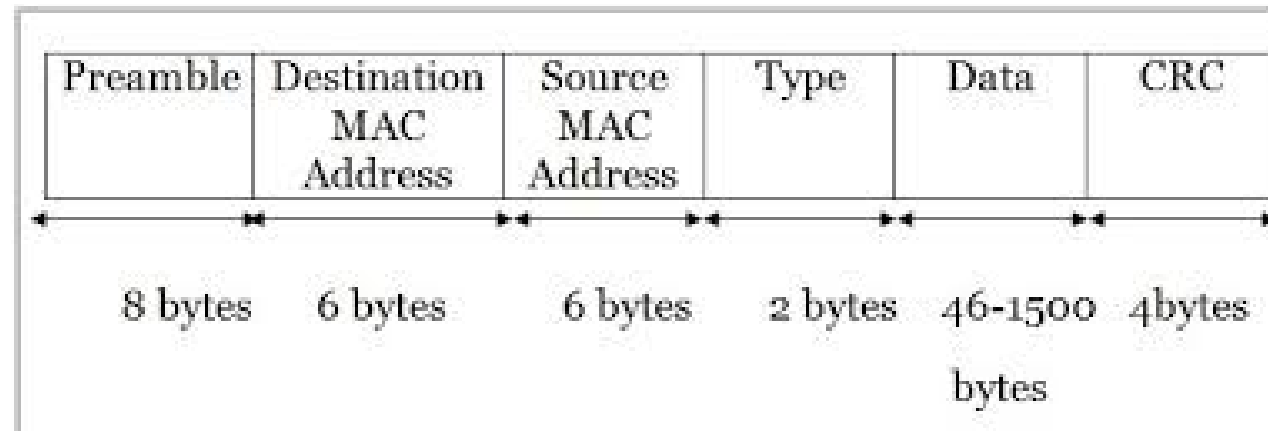 Preamble Destination Source Type Data CRC
MAC MAC
Address Address
8 bytes 6 bytes 6 bytes 2 bytes 46-1500 4bytes
bytes